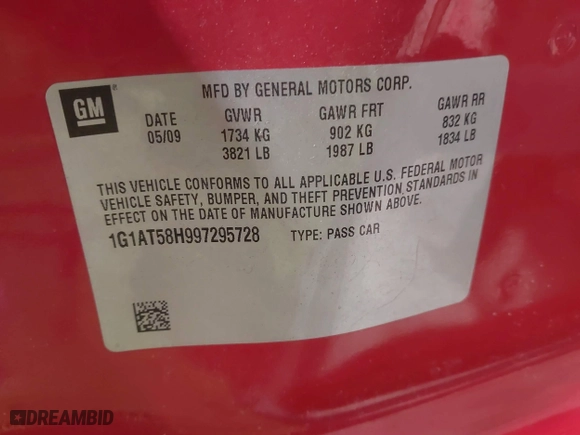 GM
MFD BY GENERAL MOTORS CORP.
DATE GVWR GAWR FRT GAWR RR
05/09 1734 KG 902 KG 832 KG
3821 LB 1987 LB 1834 LB
THIS VEHICLE CONFORMS TO ALL APPLICABLE U.S. FEDERAL MOTOR
VEHICLE SAFETY, BUMPER, AND THEFT PREVENTION STANDARDS IN
EFFECT ON THE DATE OF MANUFACTURE SHOWN ABOVE.
1G1AT58H997295728 TYPE: PASS CAR
DREAMBID